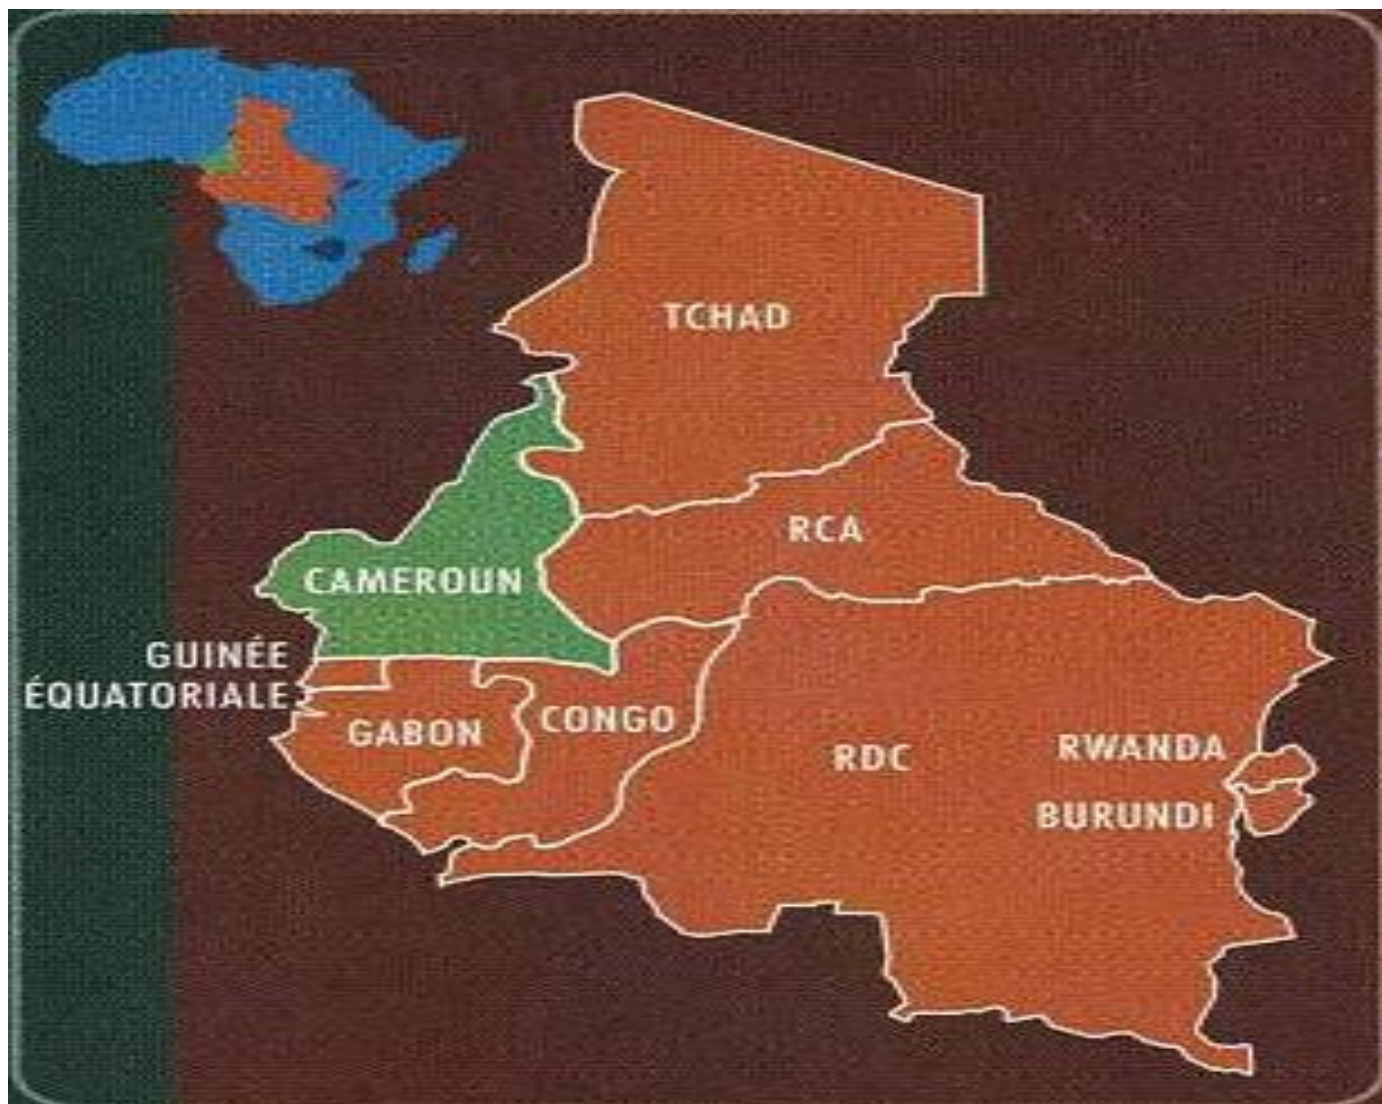 TCHAD
RCA
CAMEROUN
GUINÉE
ÉQUATORIALE
GABON
CONGO
RDC
RWANDA
BURUNDI